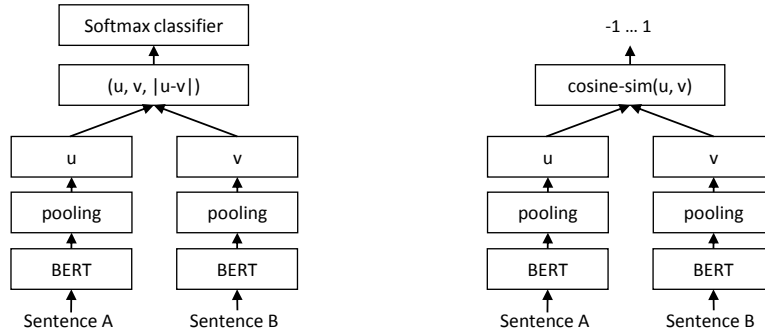 Softmax classifier
(u, v, |u-v|)
u v
pooling pooling
BERT BERT
Sentence A Sentence B
-1 … 1
cosine-sim(u, v)
u v
pooling pooling
BERT BERT
Sentence A Sentence B